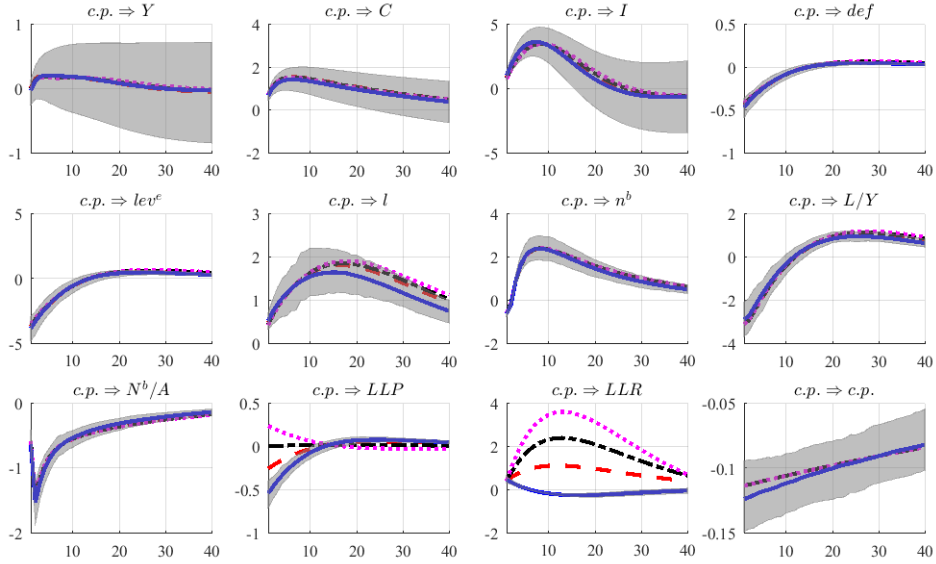 c.p. ⇒ Y
1
0
-1
10 20 30 40
c.p. ⇒ C
4
2
0
-2
10 20 30 40
c.p. ⇒ I
5
0
-5
10 20 30 40
c.p. ⇒ def
0.5
0
-0.5
-1
10 20 30 40
c.p. ⇒ lev^e
5
0
-5
10 20 30 40
c.p. ⇒ l
3
2
1
0
10 20 30 40
c.p. ⇒ n^b
4
2
0
-2
10 20 30 40
c.p. ⇒ L/Y
2
0
-2
-4
10 20 30 40
c.p. ⇒ N^b/A
0
-1
-2
10 20 30 40
c.p. ⇒ LLP
0.5
0
-0.5
-1
10 20 30 40
c.p. ⇒ LLR
4
2
0
-2
10 20 30 40
c.p. ⇒ c.p.
-0.05
-0.1
-0.15
10 20 30 40